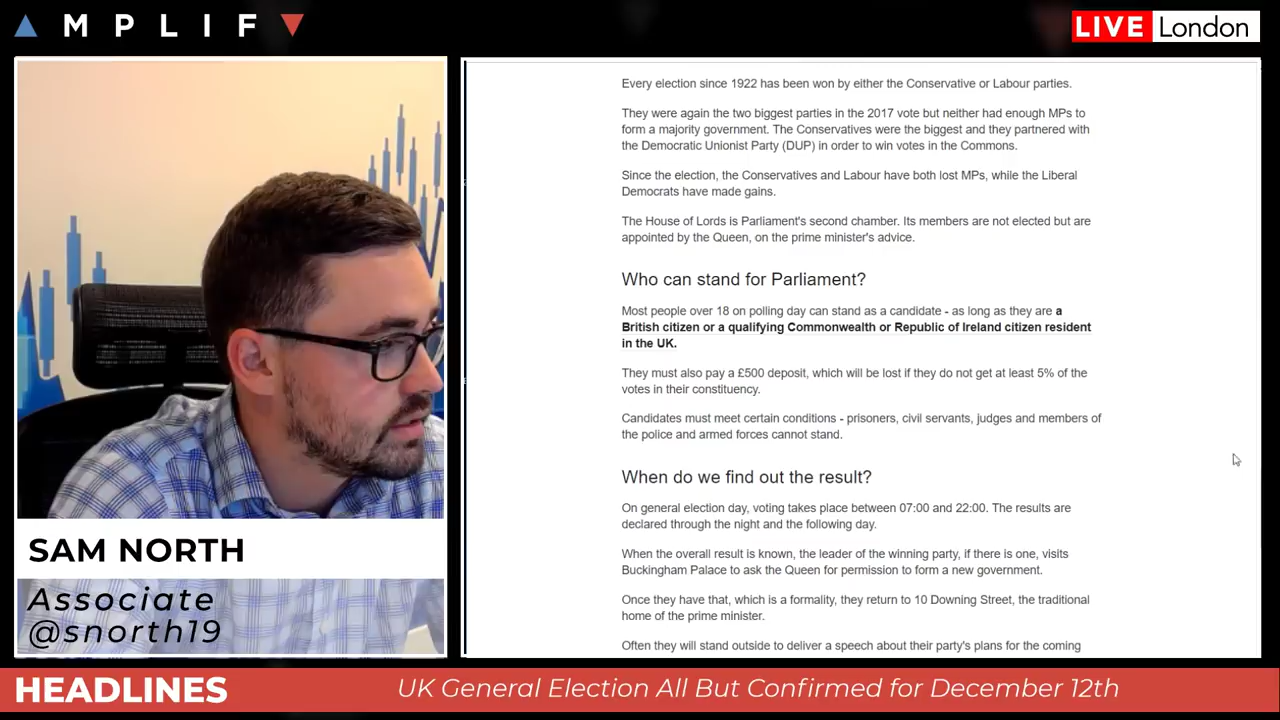 MPLIF
LIVE London
Every election since 1922 has been won by either the Conservative or Labour parties.
They were again the two biggest parties in the 2017 vote but neither had enough MPs to
form a majority government. The Conservatives were the biggest and they partnered with
the Democratic Unionist Party (DUP) in order to win votes in the Commons.
Since the election, the Conservatives and Labour have both lost MPs, while the Liberal
Democrats have made gains.
The House of Lords is Parliament's second chamber. Its members are not elected but are
appointed by the Queen, on the prime minister's advice.
Who can stand for Parliament?
Most people over 18 on polling day can stand as a candidate - as long as they are a
British citizen or a qualifying Commonwealth or Republic of Ireland citizen resident
in the UK.
They must also pay a £500 deposit, which will be lost if they do not get at least 5% of the
votes in their constituency.
Candidates must meet certain conditions - prisoners, civil servants, judges and members of
the police and armed forces cannot stand.
When do we find out the result?
On general election day, voting takes place between 07:00 and 22:00. The results are
declared through the night and the following day.
When the overall result is known, the leader of the winning party, if there is one, visits
Buckingham Palace to ask the Queen for permission to form a new government.
Once they have that, which is a formality, they return to 10 Downing Street, the traditional
home of the prime minister.
Often they will stand outside to deliver a speech about their party's plans for the coming
SAM NORTH
Associate
@snorth19
HEADLINES
UK General Election All But Confirmed for December 12th